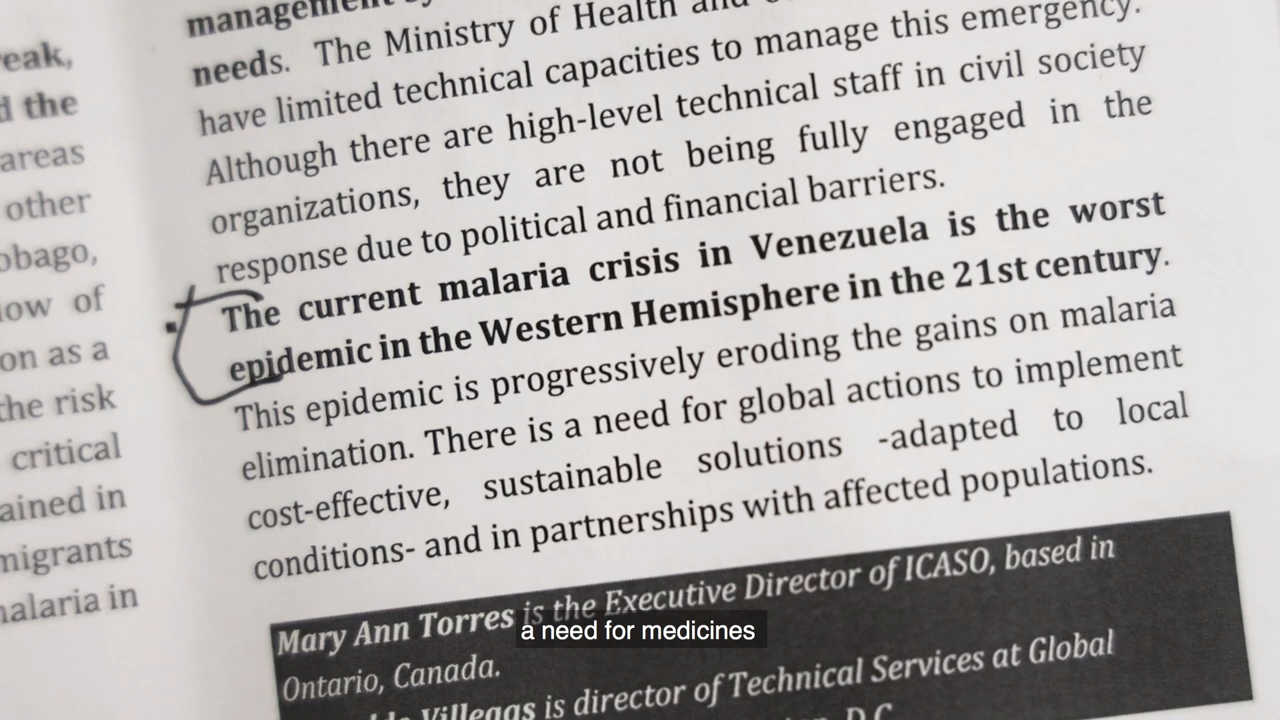 eak,
d the
areas
other
obago,
low of
on as a
the risk
critical
ained in
migrants
malaria in
management
needs. The Ministry of Health and
have limited technical capacities to manage this emergency.
Although there are high-level technical staff in civil society
organizations, they are not being fully engaged in the
response due to political and financial barriers.
The current malaria crisis in Venezuela is the worst
epidemic in the Western Hemisphere in the 21st century.
This epidemic is progressively eroding the gains on malaria
elimination. There is a need for global actions to implement
cost-effective, sustainable solutions -adapted to local
conditions- and in partnerships with affected populations.
Mary Ann Torres is the Executive Director of ICASO, based in
Ontario, Canada.
Villegas is director of Technical Services at Global
D.C.
a need for medicines